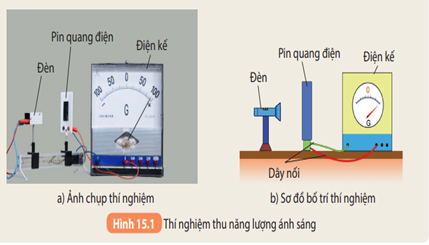 Pin quang điện
Điện kế
Đèn
100
50
0
50
100
G
a) Ảnh chụp thí nghiệm
Pin quang điện
Điện kế
Đèn
0
G
Dây nối
b) Sơ đồ bố trí thí nghiệm
Hình 15.1 Thí nghiệm thu năng lượng ánh sáng